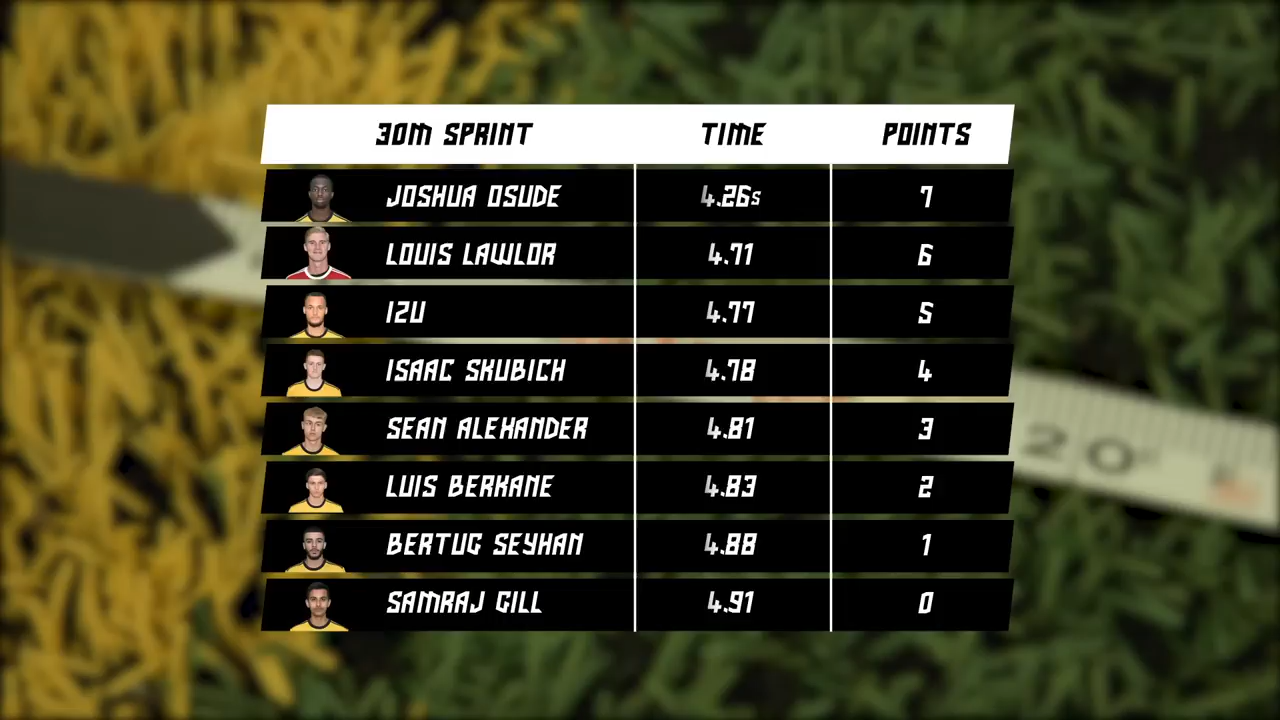 30M SPRINT TIME POINTS
JOSHUA OSUDE 4.26s 7
LOUIS LAWLOR 4.71 6
IZU 4.77 5
ISAAC SKUBICH 4.78 4
SEAN ALEXANDER 4.81 3
LUIS BERKANE 4.83 2
BERTUG SEYHAN 4.88 1
SAMRAJ GILL 4.91 0
20